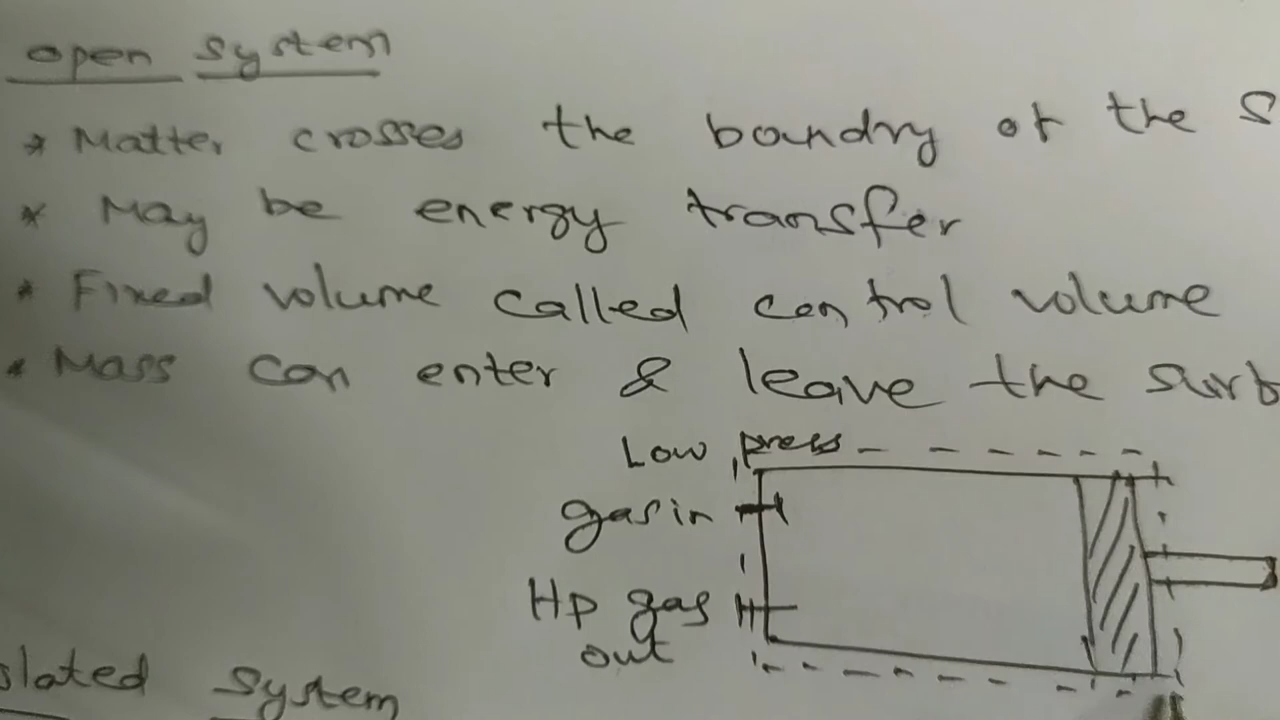 open system
* Matter crosses the boundry of the
* May be energy transfer
* Fixed volume called control volume
* Mass can enter & leave the
Low press
gas in
HP gas
out
slated system